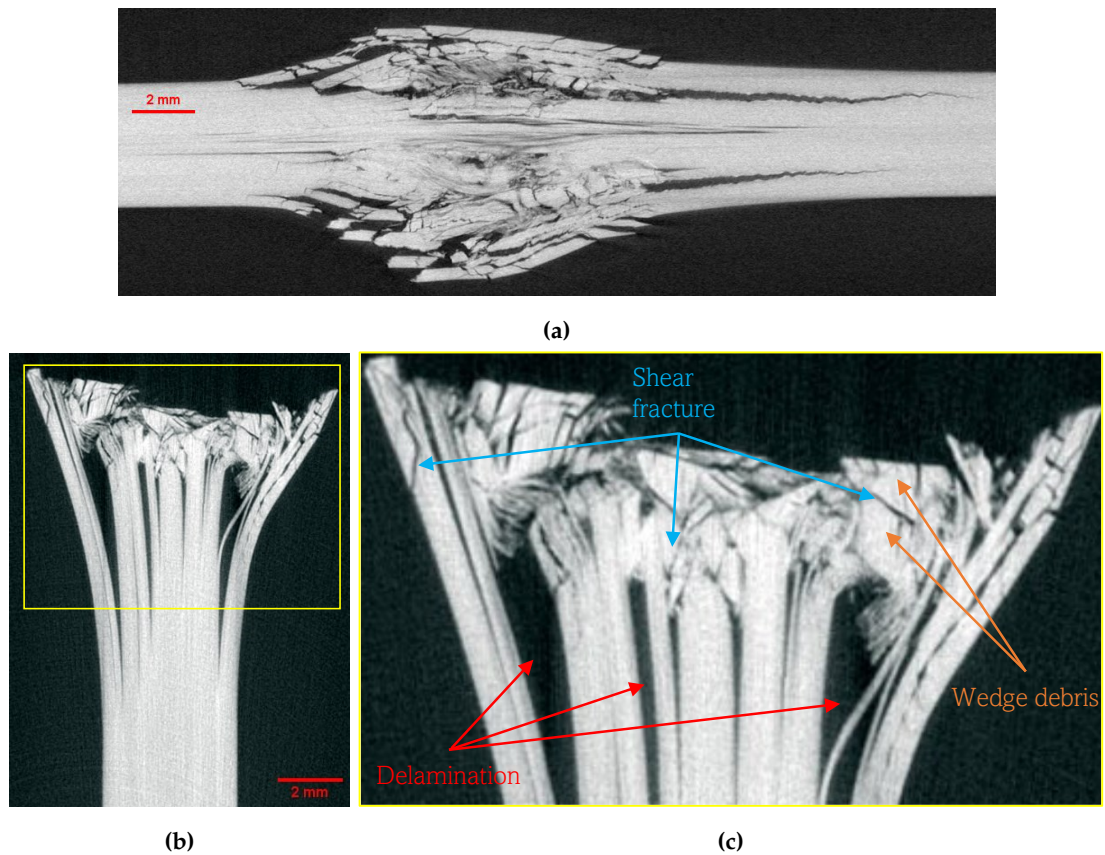 2 mm
(a)
Shear
fracture
Wedge debris
Delamination
2 mm
(b)
(c)